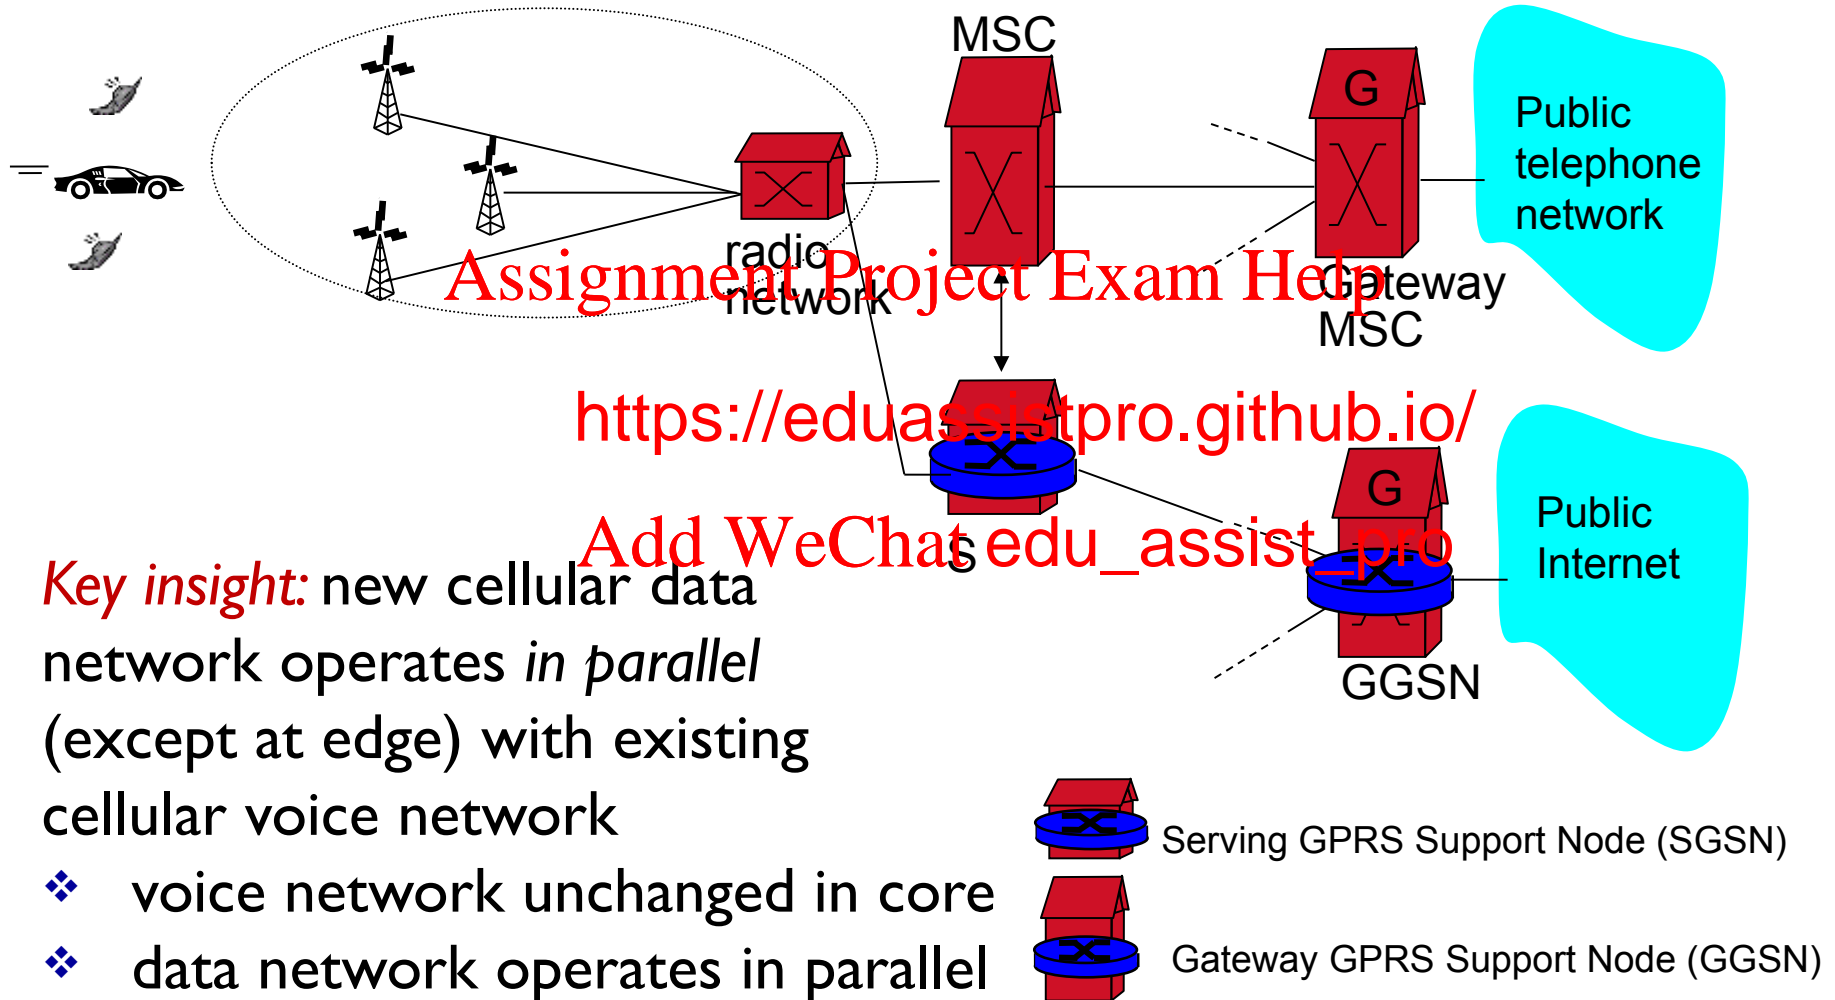 MSC
G
Public
telephone
network
radio
network
Gateway
MSC
Assignment Project Exam Help
https://eduassistpro.github.io/
G
Public
Internet
S
Add WeChat edu_assist_pro
GGSN
Key insight: new cellular data
network operates in parallel
(except at edge) with existing
cellular voice network
❖ voice network unchanged in core
❖ data network operates in parallel
Serving GPRS Support Node (SGSN)
Gateway GPRS Support Node (GGSN)